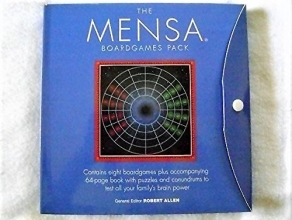 THE
MENSA®
BOARDGAMES PACK
Contains eight boardgames plus accompanying
64-page book with puzzles and conundrums to
test all your family's brain power
General Editor ROBERT ALLEN